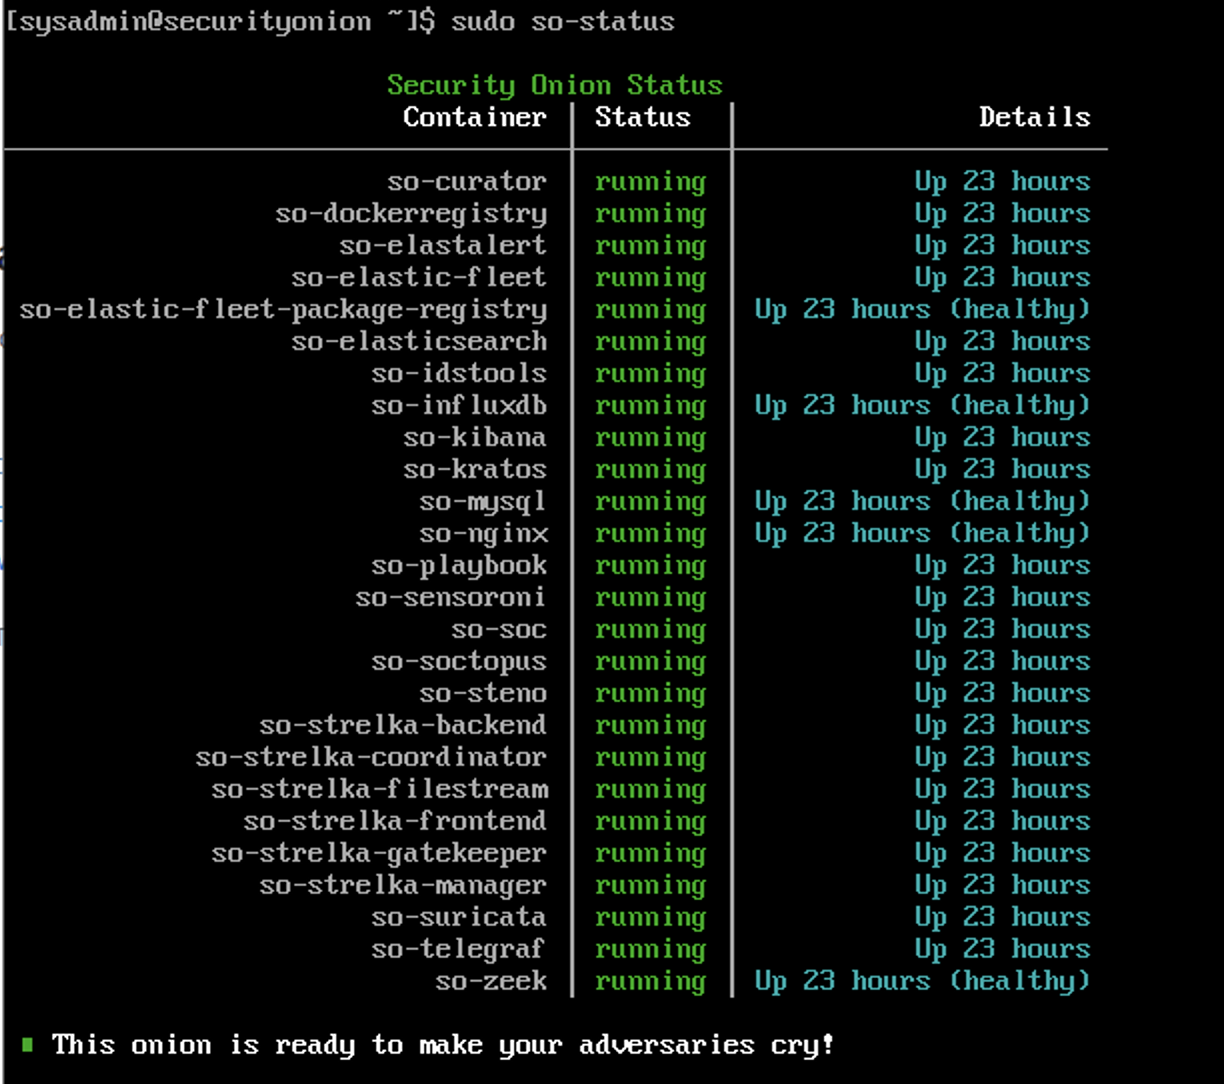 [sysadmin@securityonion ~]$ sudo so-status
Security Onion Status
Container Status Details
so-curator running Up 23 hours
so-dockerregistry running Up 23 hours
so-elastalert running Up 23 hours
so-elastic-fleet running Up 23 hours
so-elastic-fleet-package-registry running Up 23 hours (healthy)
so-elasticsearch running Up 23 hours
so-idstools running Up 23 hours
so-influxdb running Up 23 hours (healthy)
so-kibana running Up 23 hours
so-kratos running Up 23 hours
so-mysql running Up 23 hours (healthy)
so-nginx running Up 23 hours (healthy)
so-playbook running Up 23 hours
so-sensoroni running Up 23 hours
so-soc running Up 23 hours
so-soctopus running Up 23 hours
so-steno running Up 23 hours
so-strelka-backend running Up 23 hours
so-strelka-coordinator running Up 23 hours
so-strelka-filestream running Up 23 hours
so-strelka-frontend running Up 23 hours
so-strelka-gatekeeper running Up 23 hours
so-strelka-manager running Up 23 hours
so-suricata running Up 23 hours
so-telegraf running Up 23 hours
so-zeek running Up 23 hours (healthy)
This onion is ready to make your adversaries cry!